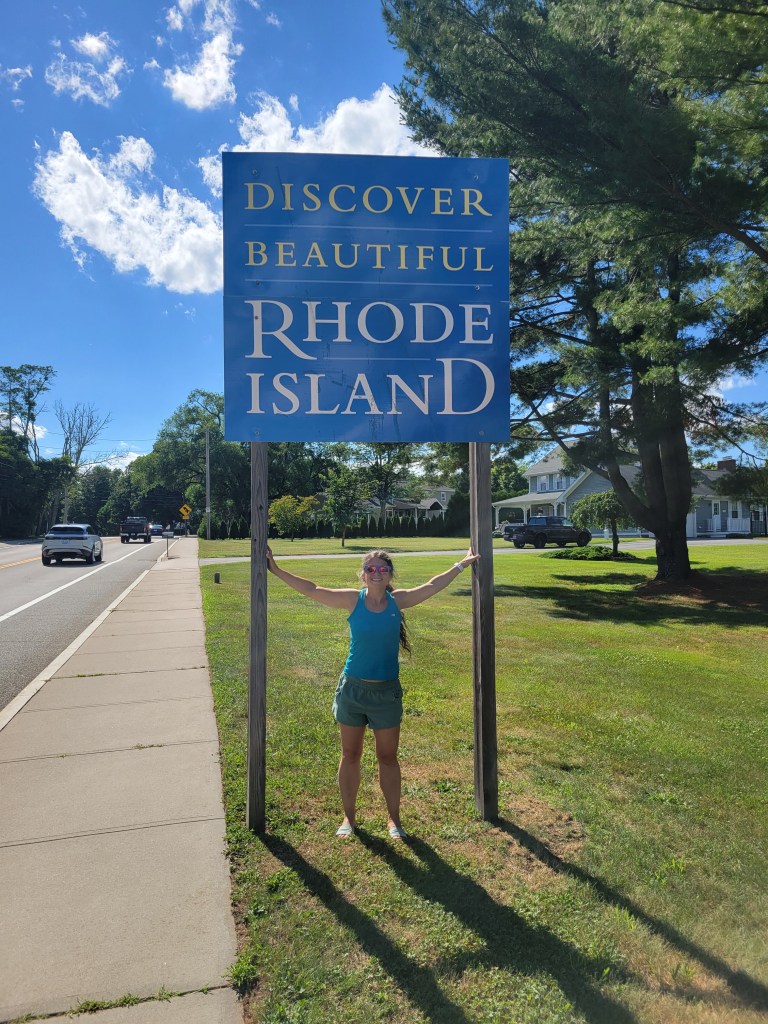 DISCOVER
BEAUTIFUL
RHODE
ISLAND